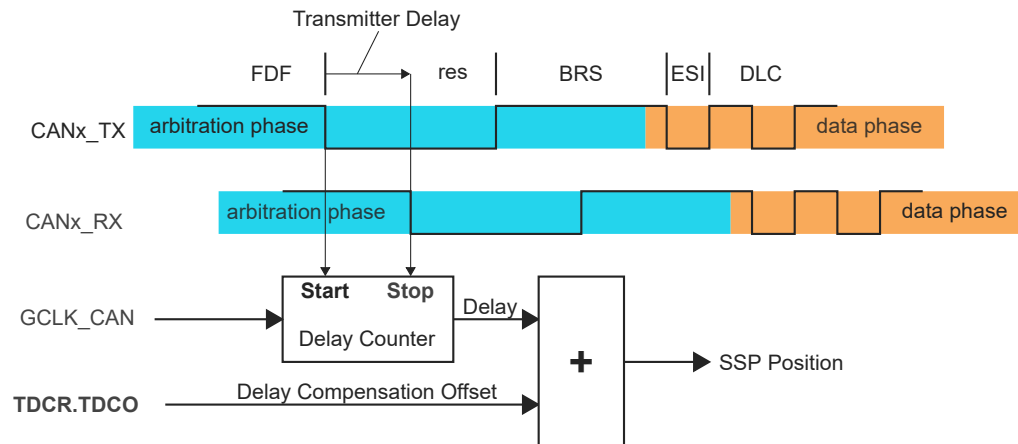 Transmitter Delay
FDF res BRS ESI DLC
CANx_TX arbitration phase data phase
CANx_RX arbitration phase data phase
Start Stop
GCLK_CAN Delay Counter Delay
+ SSP Position
TDCR.TDCO Delay Compensation Offset